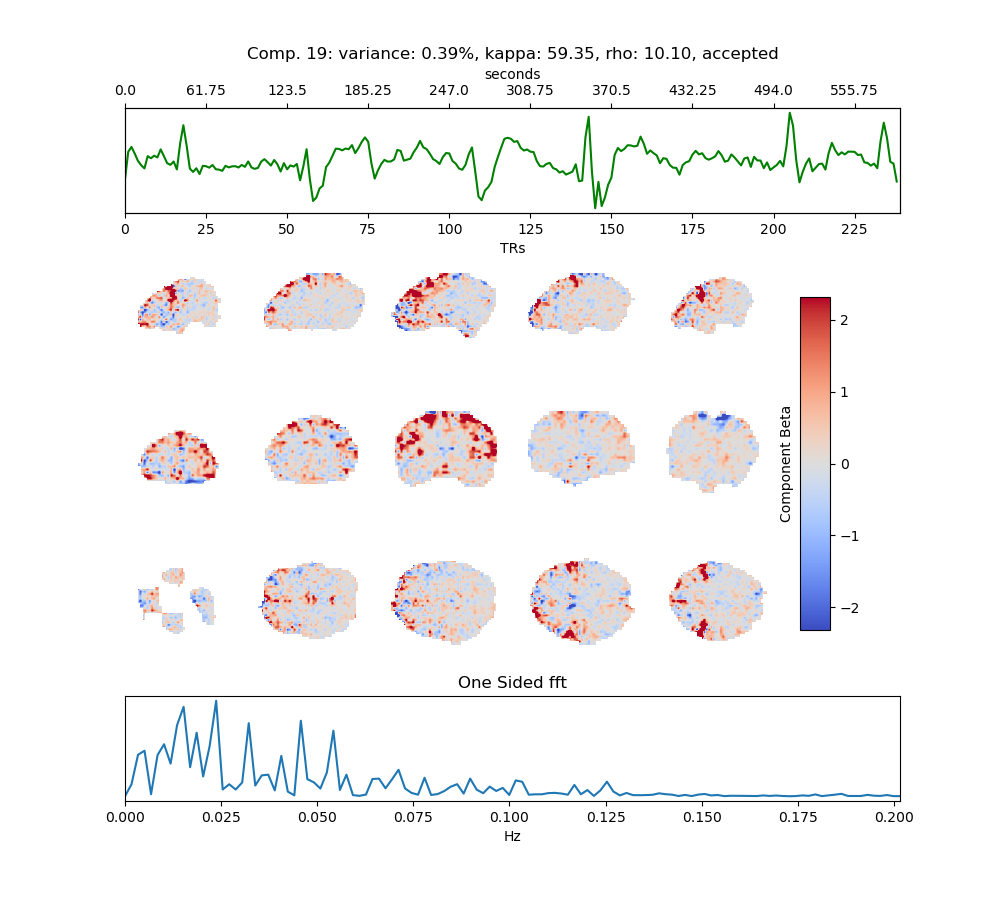 Comp. 19: variance: 0.39%, kappa: 59.35, rho: 10.10, accepted
seconds
0.0 61.75 123.5 185.25 247.0 308.75 370.5 432.25 494.0 555.75
0 25 50 75 100 125 150 175 200 225
TRs
2
1
0
−1
−2
Component Beta
One Sided fft
0.000 0.025 0.050 0.075 0.100 0.125 0.150 0.175 0.200
Hz